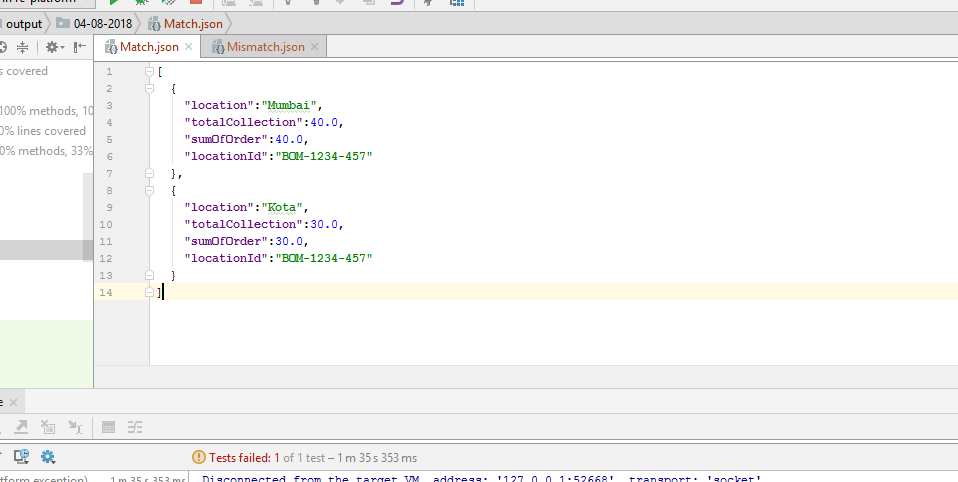 output 04-08-2018 Match.json
Match.json Mismatch.json
s covered
100% methods, 10
0% lines covered
0% methods, 33%
1 [
2 {
3 "location":"Mumbai",
4 "totalCollection":40.0,
5 "sumOfOrder":40.0,
6 "locationId":"BOM-1234-457"
7 },
8 {
9 "location":"Kota",
10 "totalCollection":30.0,
11 "sumOfOrder":30.0,
12 "locationId":"BOM-1234-457"
13 }
14 ]
Tests failed: 1 of 1 test – 1 m 35 s 353 ms
tform exception) 1 m 35 s 353 ms
Disconnected from the target VM, address: '127.0.0.1:52668', transport: 'socket'